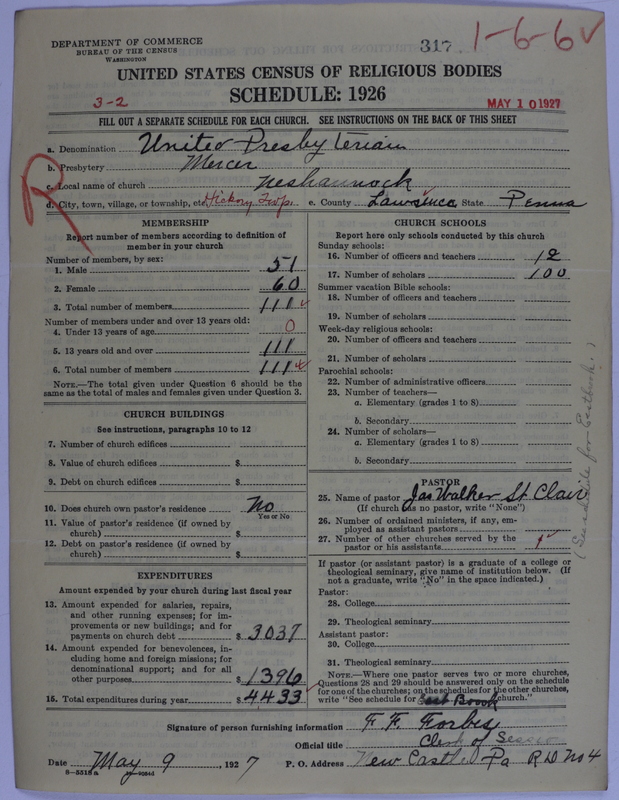 DEPARTMENT OF COMMERCE
BUREAU OF THE CENSUS
WASHINGTON
317
1-6-6
UNITED STATES CENSUS OF RELIGIOUS BODIES
SCHEDULE: 1926
3-2
MAY 10 1927
FILL OUT A SEPARATE SCHEDULE FOR EACH CHURCH. SEE INSTRUCTIONS ON THE BACK OF THIS SHEET
R
a. Denomination United Presbyterian
b. Presbytery Mercer
c. Local name of church Neshannock
d. City, town, village, or township, etc. Hickory Twp. e. County Lawrence State Penna
MEMBERSHIP
Report number of members according to definition of
member in your church
Number of members, by sex:
1. Male 51
2. Female 60
3. Total number of members 111
Number of members under and over 13 years old:
4. Under 13 years of age 0
5. 13 years old and over 111
6. Total number of members 111
NOTE.—The total given under Question 6 should be the
same as the total of males and females given under Question 3.
CHURCH BUILDINGS
See instructions, paragraphs 10 to 12
7. Number of church edifices
8. Value of church edifices $
9. Debt on church edifices $
10. Does church own pastor's residence No
Yes or No
11. Value of pastor's residence (if owned by
church) $
12. Debt on pastor's residence (if owned by
church) $
EXPENDITURES
Amount expended by your church during last fiscal year
13. Amount expended for salaries, repairs,
and other running expenses; for im-
provements or new buildings; and for
payments on church debt $ 3037
14. Amount expended for benevolences, in-
cluding home and foreign missions; for
denominational support; and for all
other purposes $ 1396
15. Total expenditures during year $ 4433
CHURCH SCHOOLS
Report here only schools conducted by this church
Sunday schools:
16. Number of officers and teachers 12
17. Number of scholars 100
Summer vacation Bible schools:
18. Number of officers and teachers
19. Number of scholars
Week-day religious schools:
20. Number of officers and teachers
21. Number of scholars
Parochial schools:
22. Number of administrative officers
23. Number of teachers—
a. Elementary (grades 1 to 8)
b. Secondary
24. Number of scholars—
a. Elementary (grades 1 to 8)
b. Secondary
PASTOR
25. Name of pastor Jas Walker St. Clair
(If church has no pastor, write "None")
26. Number of ordained ministers, if any, em-
ployed as assistant pastors
27. Number of other churches served by the
pastor or his assistants 1
If pastor (or assistant pastor) is a graduate of a college or
theological seminary, give name of institution below. (If
not a graduate, write "No" in the space indicated.)
Pastor:
28. College
29. Theological seminary
Assistant pastor:
30. College
31. Theological seminary
NOTE.—Where one pastor serves two or more churches,
Questions 28 and 29 should be answered only on the schedule
for one of the churches; on the schedules for the other churches,
write "See schedule for East Brook church."
(See schedule for Eastbrook.)
Signature of person furnishing information F. F. Forbis
Official title Clerk of Session
Date May 9, 1927 P. O. Address New Castle Pa R D No 4
8-5518a